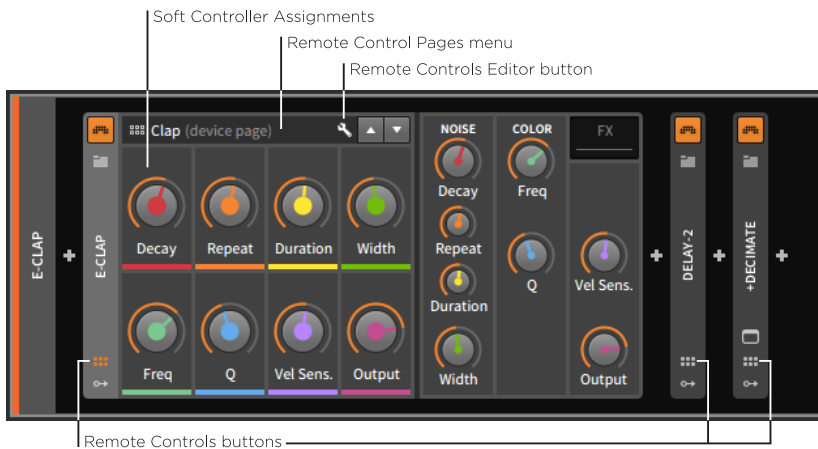 Soft Controller Assignments
Remote Control Pages menu
Remote Controls Editor button
E-CLAP
E-CLAP
Clap (device page)
Decay Repeat Duration Width
Freq Q Vel Sens. Output
NOISE
Decay
Repeat
Duration
Width
COLOR
Freq
Q
FX
Vel Sens.
Output
DELAY-2
+DECIMATE
Remote Controls buttons